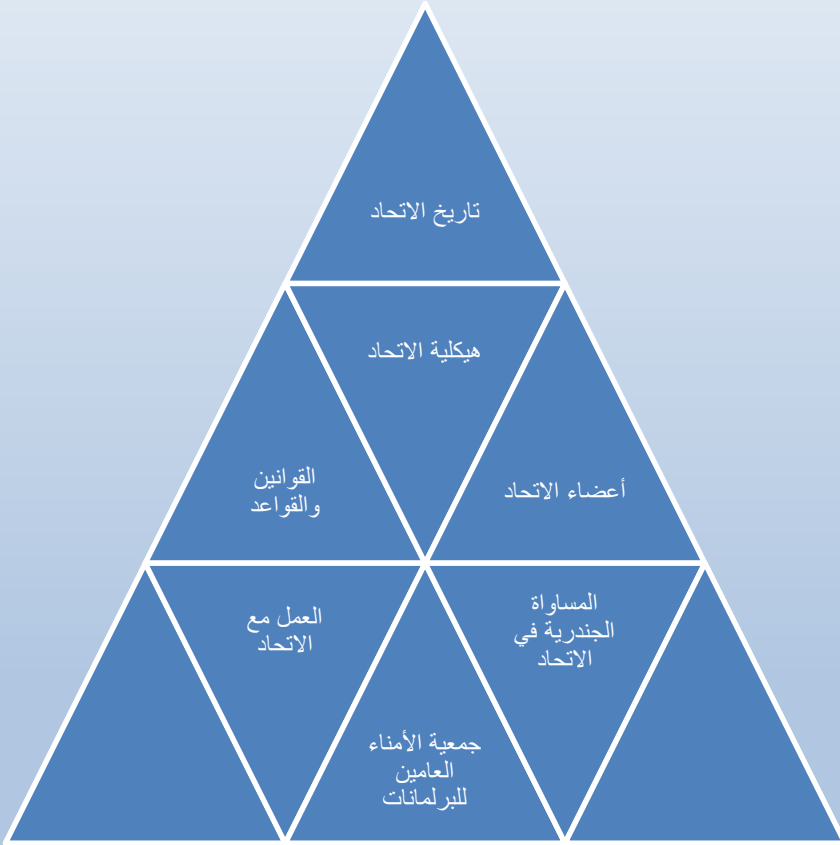 تاريخ الاتحاد
هيكلية الاتحاد
أعضاء الاتحاد
القوانين
والقواعد
المساواة
الجندرية في
الاتحاد
العمل مع
الاتحاد
جمعية الأمناء
العامين
للبرلمانات